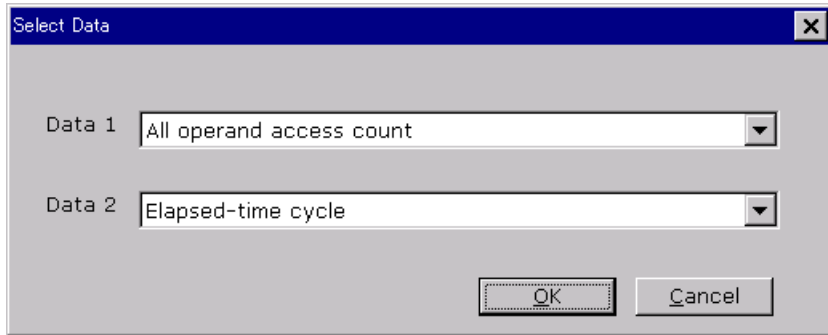 Select Data
Data 1 All operand access count
Data 2 Elapsed-time cycle
OK Cancel